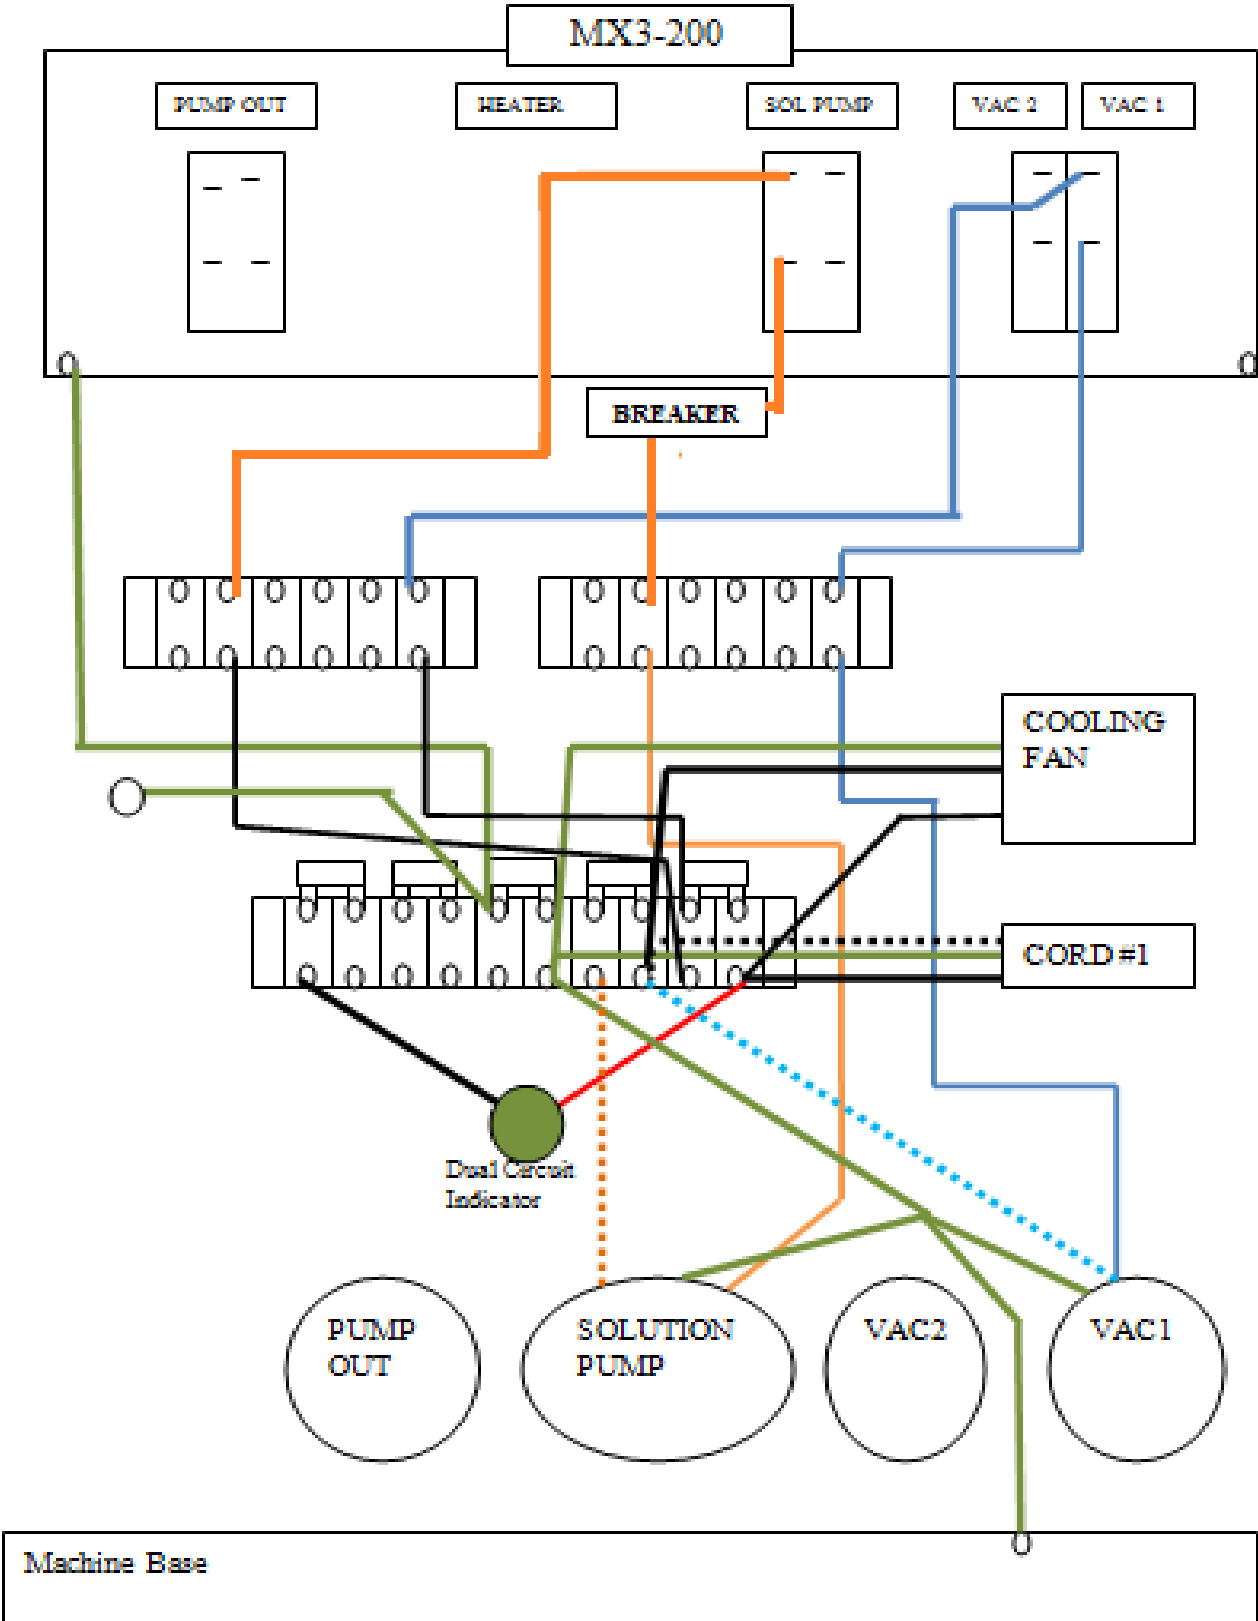 MX3-200
PUMP OUT
HEATER
SOL PUMP
VAC 2
VAC 1
BREAKER
COOLING
FAN
CORD #1
Dual Circuit
Indicator
PUMP
OUT
SOLUTION
PUMP
VAC2
VAC1
Machine Base